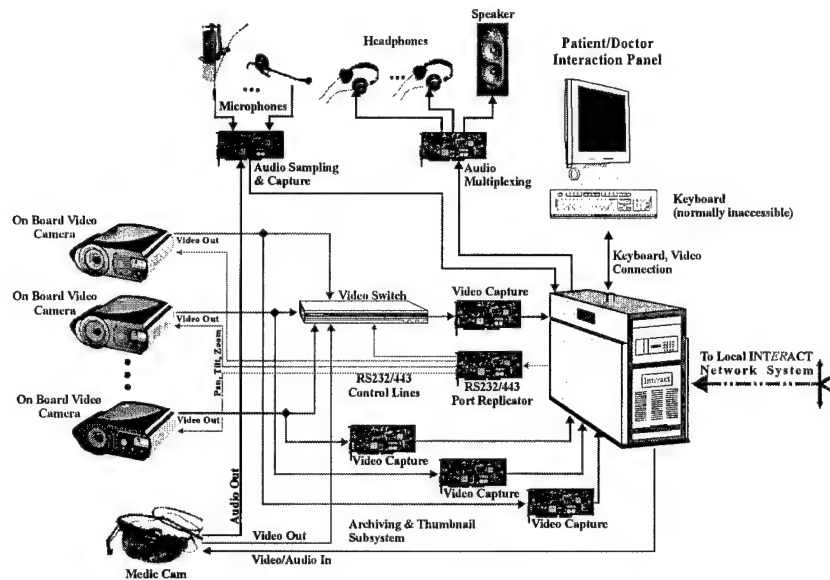 Speaker
Headphones
Patient/Doctor
Interaction Panel
...
...
Microphones
Audio Sampling
& Capture
Audio
Multiplexing
Keyboard
(normally inaccessible)
On Board Video
Camera
Video Out
Keyboard, Video
Connection
Video Switch
Video Capture
On Board Video
Camera
Video Out
To Local INTERACT
Network System
Pan, Tilt, Zoom
RS232/443
Control Lines
RS232/443
Port Replicator
Interact
On Board Video
Camera
Video Out
Video Capture
Video Capture
Video Capture
Audio Out
Video Out
Archiving & Thumbnail
Subsystem
Video/Audio In
Medic Cam